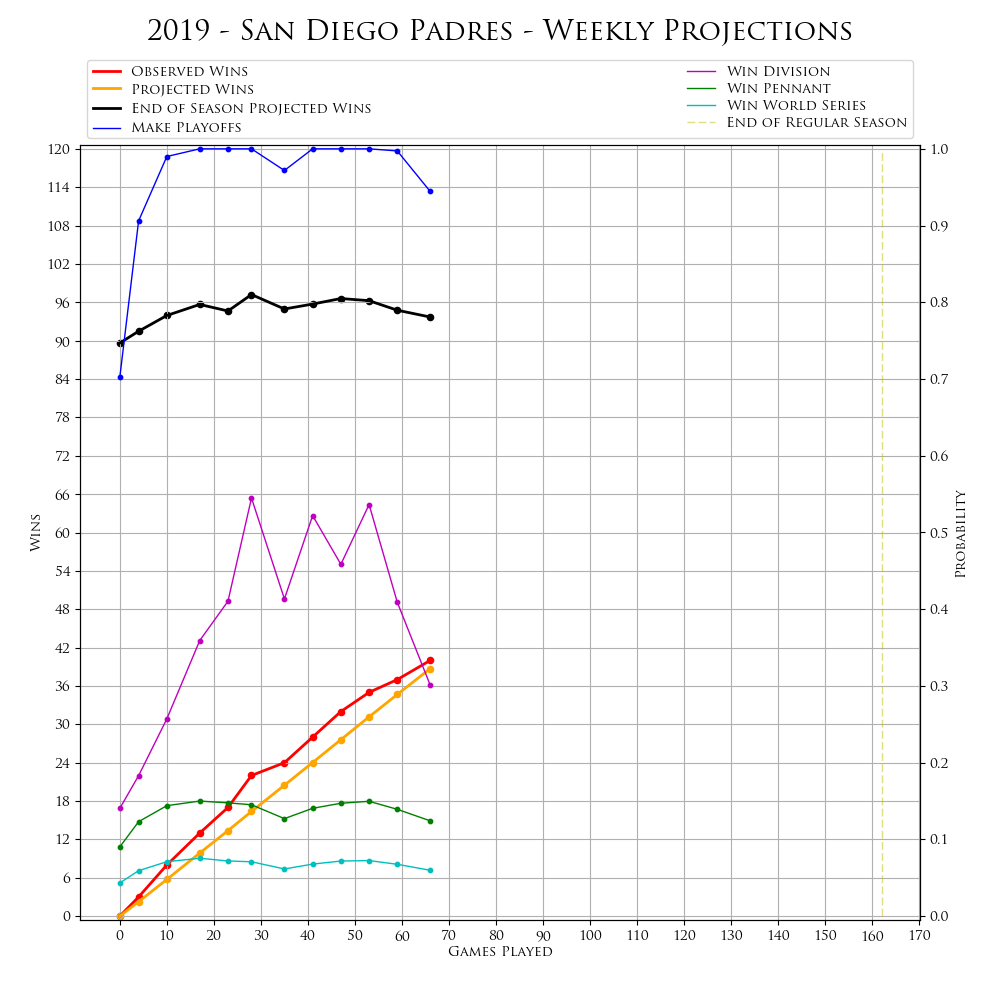 2019 - San Diego Padres - Weekly Projections
Observed Wins
Projected Wins
End of Season Projected Wins
Make Playoffs
Win Division
Win Pennant
Win World Series
End of Regular Season
120
114
108
102
96
90
84
78
72
66
60
54
48
42
36
30
24
18
12
6
0
Wins
1.0
0.9
0.8
0.7
0.6
0.5
0.4
0.3
0.2
0.1
0.0
Probability
0 10 20 30 40 50 60 70 80 90 100 110 120 130 140 150 160 170
Games Played